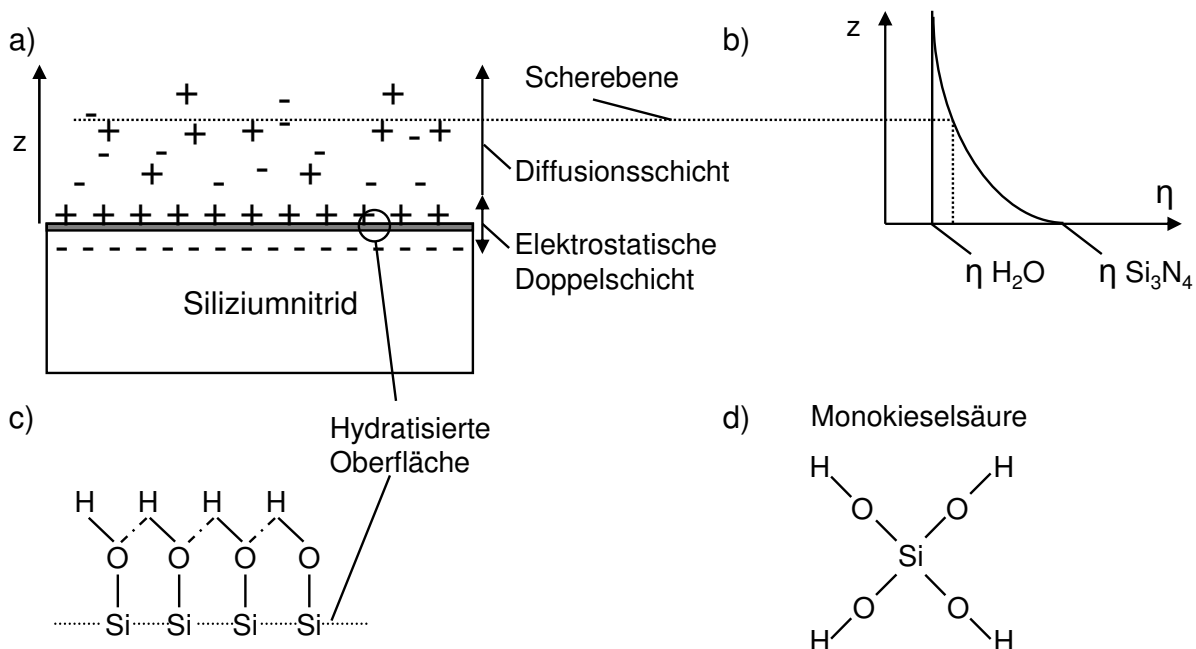 a)
z
+ - +
- + + + - + - +
- - + - + -
- - - -
+ + + + + + + + + + +
- - - - - - - - - - - - - - - -
Siliziumnitrid
Scherebene
Diffusionsschicht
Elektrostatische
Doppelschicht
b)
z
η
η H₂O
η Si₃N₄
c)
Hydratisierte
Oberfläche
H H H H
O O O O
Si Si Si Si
d)
Monokieselsäure
H H
O O
Si
O O
H H